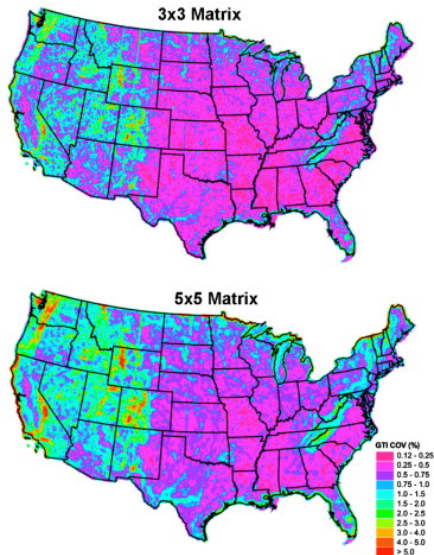 3x3 Matrix
5x5 Matrix
GTI COV (%)
0.12 - 0.25
0.25 - 0.5
0.5 - 0.75
0.75 - 1.0
1.0 - 1.5
1.5 - 2.0
2.0 - 2.5
2.5 - 3.0
3.0 - 4.0
4.0 - 5.0
> 5.0